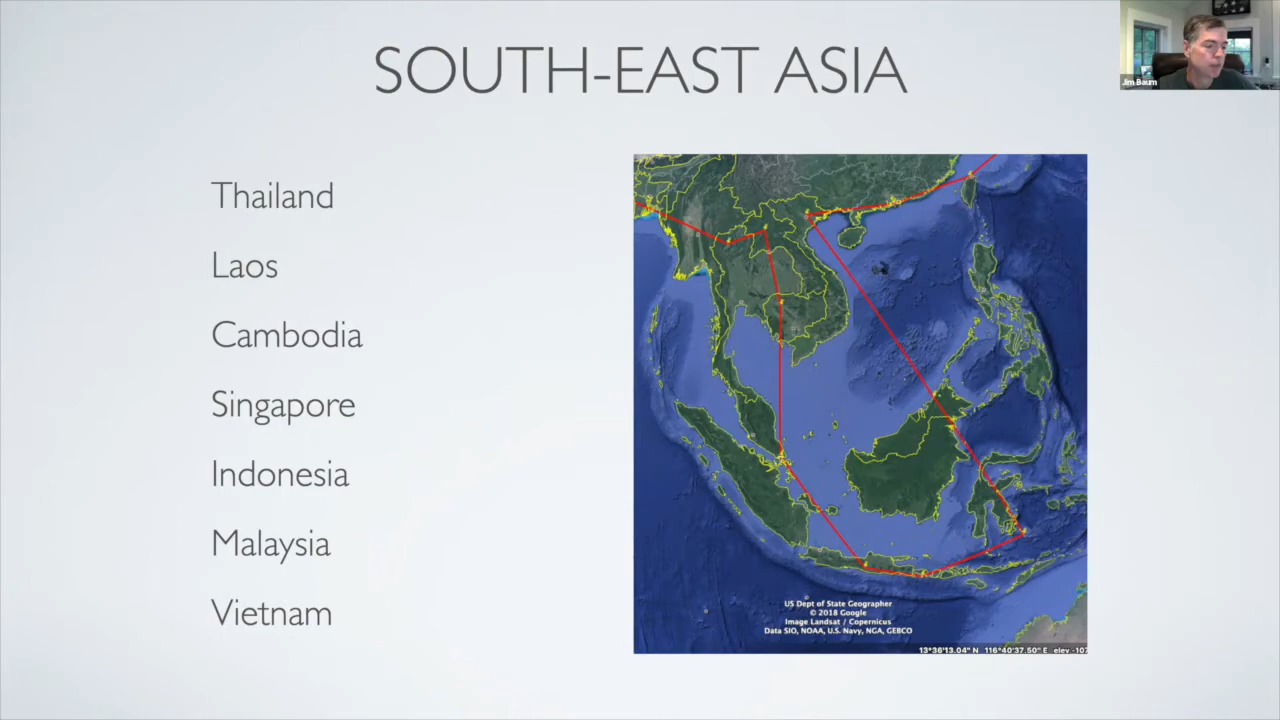 SOUTH-EAST ASIA
Jim Baum
Thailand
Laos
Cambodia
Singapore
Indonesia
Malaysia
Vietnam
US Dept of State Geographer
© 2018 Google
Image Landsat / Copernicus
Data SIO, NOAA, U.S. Navy, NGA, GEBCO
13°36'13.04" N 116°40'37.50" E elev -107